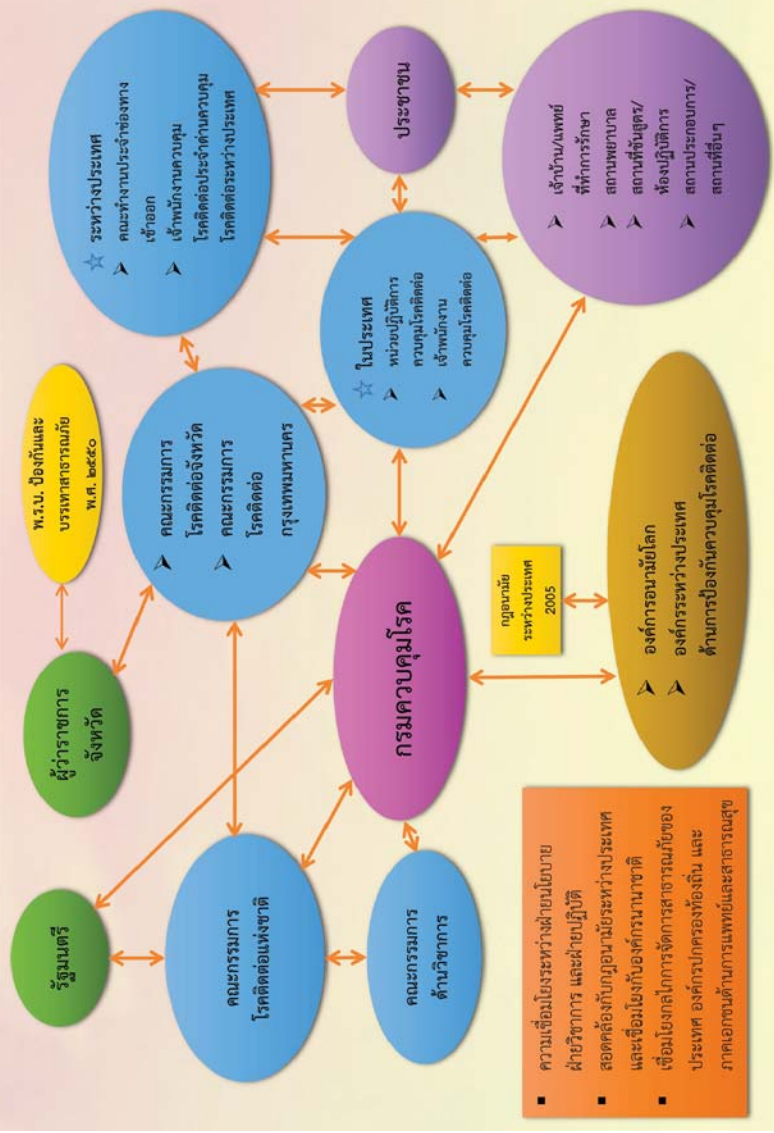 รัฐมนตรี
ผู้ว่าราชการ
จังหวัด
พ.ร.บ. ป้องกันและ
บรรเทาสาธารณภัย
พ.ศ. ๒๕๕๐
คณะกรรมการ
โรคติดต่อแห่งชาติ
คณะกรรมการ
ด้านวิชาการ
➤ คณะกรรมการ
โรคติดต่อจังหวัด
➤ คณะกรรมการ
โรคติดต่อ
กรุงเทพมหานคร
☆ ระหว่างประเทศ
➤ คณะทำงานประจำช่องทาง
เข้าออก
➤ เจ้าพนักงานควบคุม
โรคติดต่อประจำด่านควบคุม
โรคติดต่อระหว่างประเทศ
กรมควบคุมโรค
☆ ในประเทศ
➤ หน่วยปฏิบัติการ
ควบคุมโรคติดต่อ
➤ เจ้าพนักงาน
ควบคุมโรคติดต่อ
ประชาชน
■ ความเชื่อมโยงระหว่างฝ่ายนโยบาย
ฝ่ายวิชาการ และฝ่ายปฏิบัติ
■ สอดคล้องกับกฎอนามัยระหว่างประเทศ
และเชื่อมโยงกับองค์กรนานาชาติ
■ เชื่อมโยงกลไกการจัดการสาธารณภัยของ
ประเทศ องค์กรปกครองท้องถิ่น และ
ภาคเอกชนด้านการแพทย์และสาธารณสุข
กฎอนามัย
ระหว่างประเทศ
2005
➤ องค์การอนามัยโลก
➤ องค์กรระหว่างประเทศ
ด้านการป้องกันควบคุมโรคติดต่อ
➤ เจ้าบ้าน/แพทย์
ที่ทำการรักษา
➤ สถานพยาบาล
➤ สถานที่ชันสูตร/
ห้องปฏิบัติการ
➤ สถานประกอบการ/
สถานที่อื่นๆ